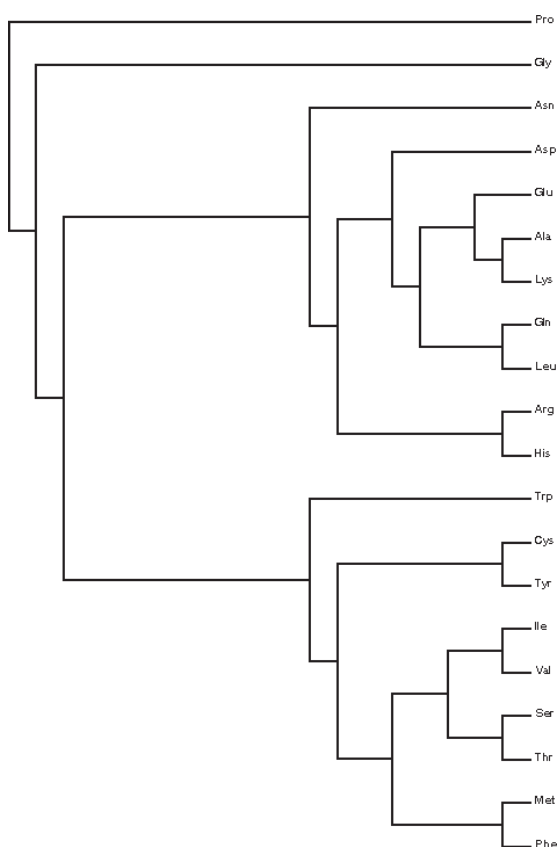 Pro
Gly
Asn
Asp
Glu
Ala
Lys
Gln
Leu
Arg
His
Trp
Cys
Tyr
Ile
Val
Ser
Thr
Met
Phe